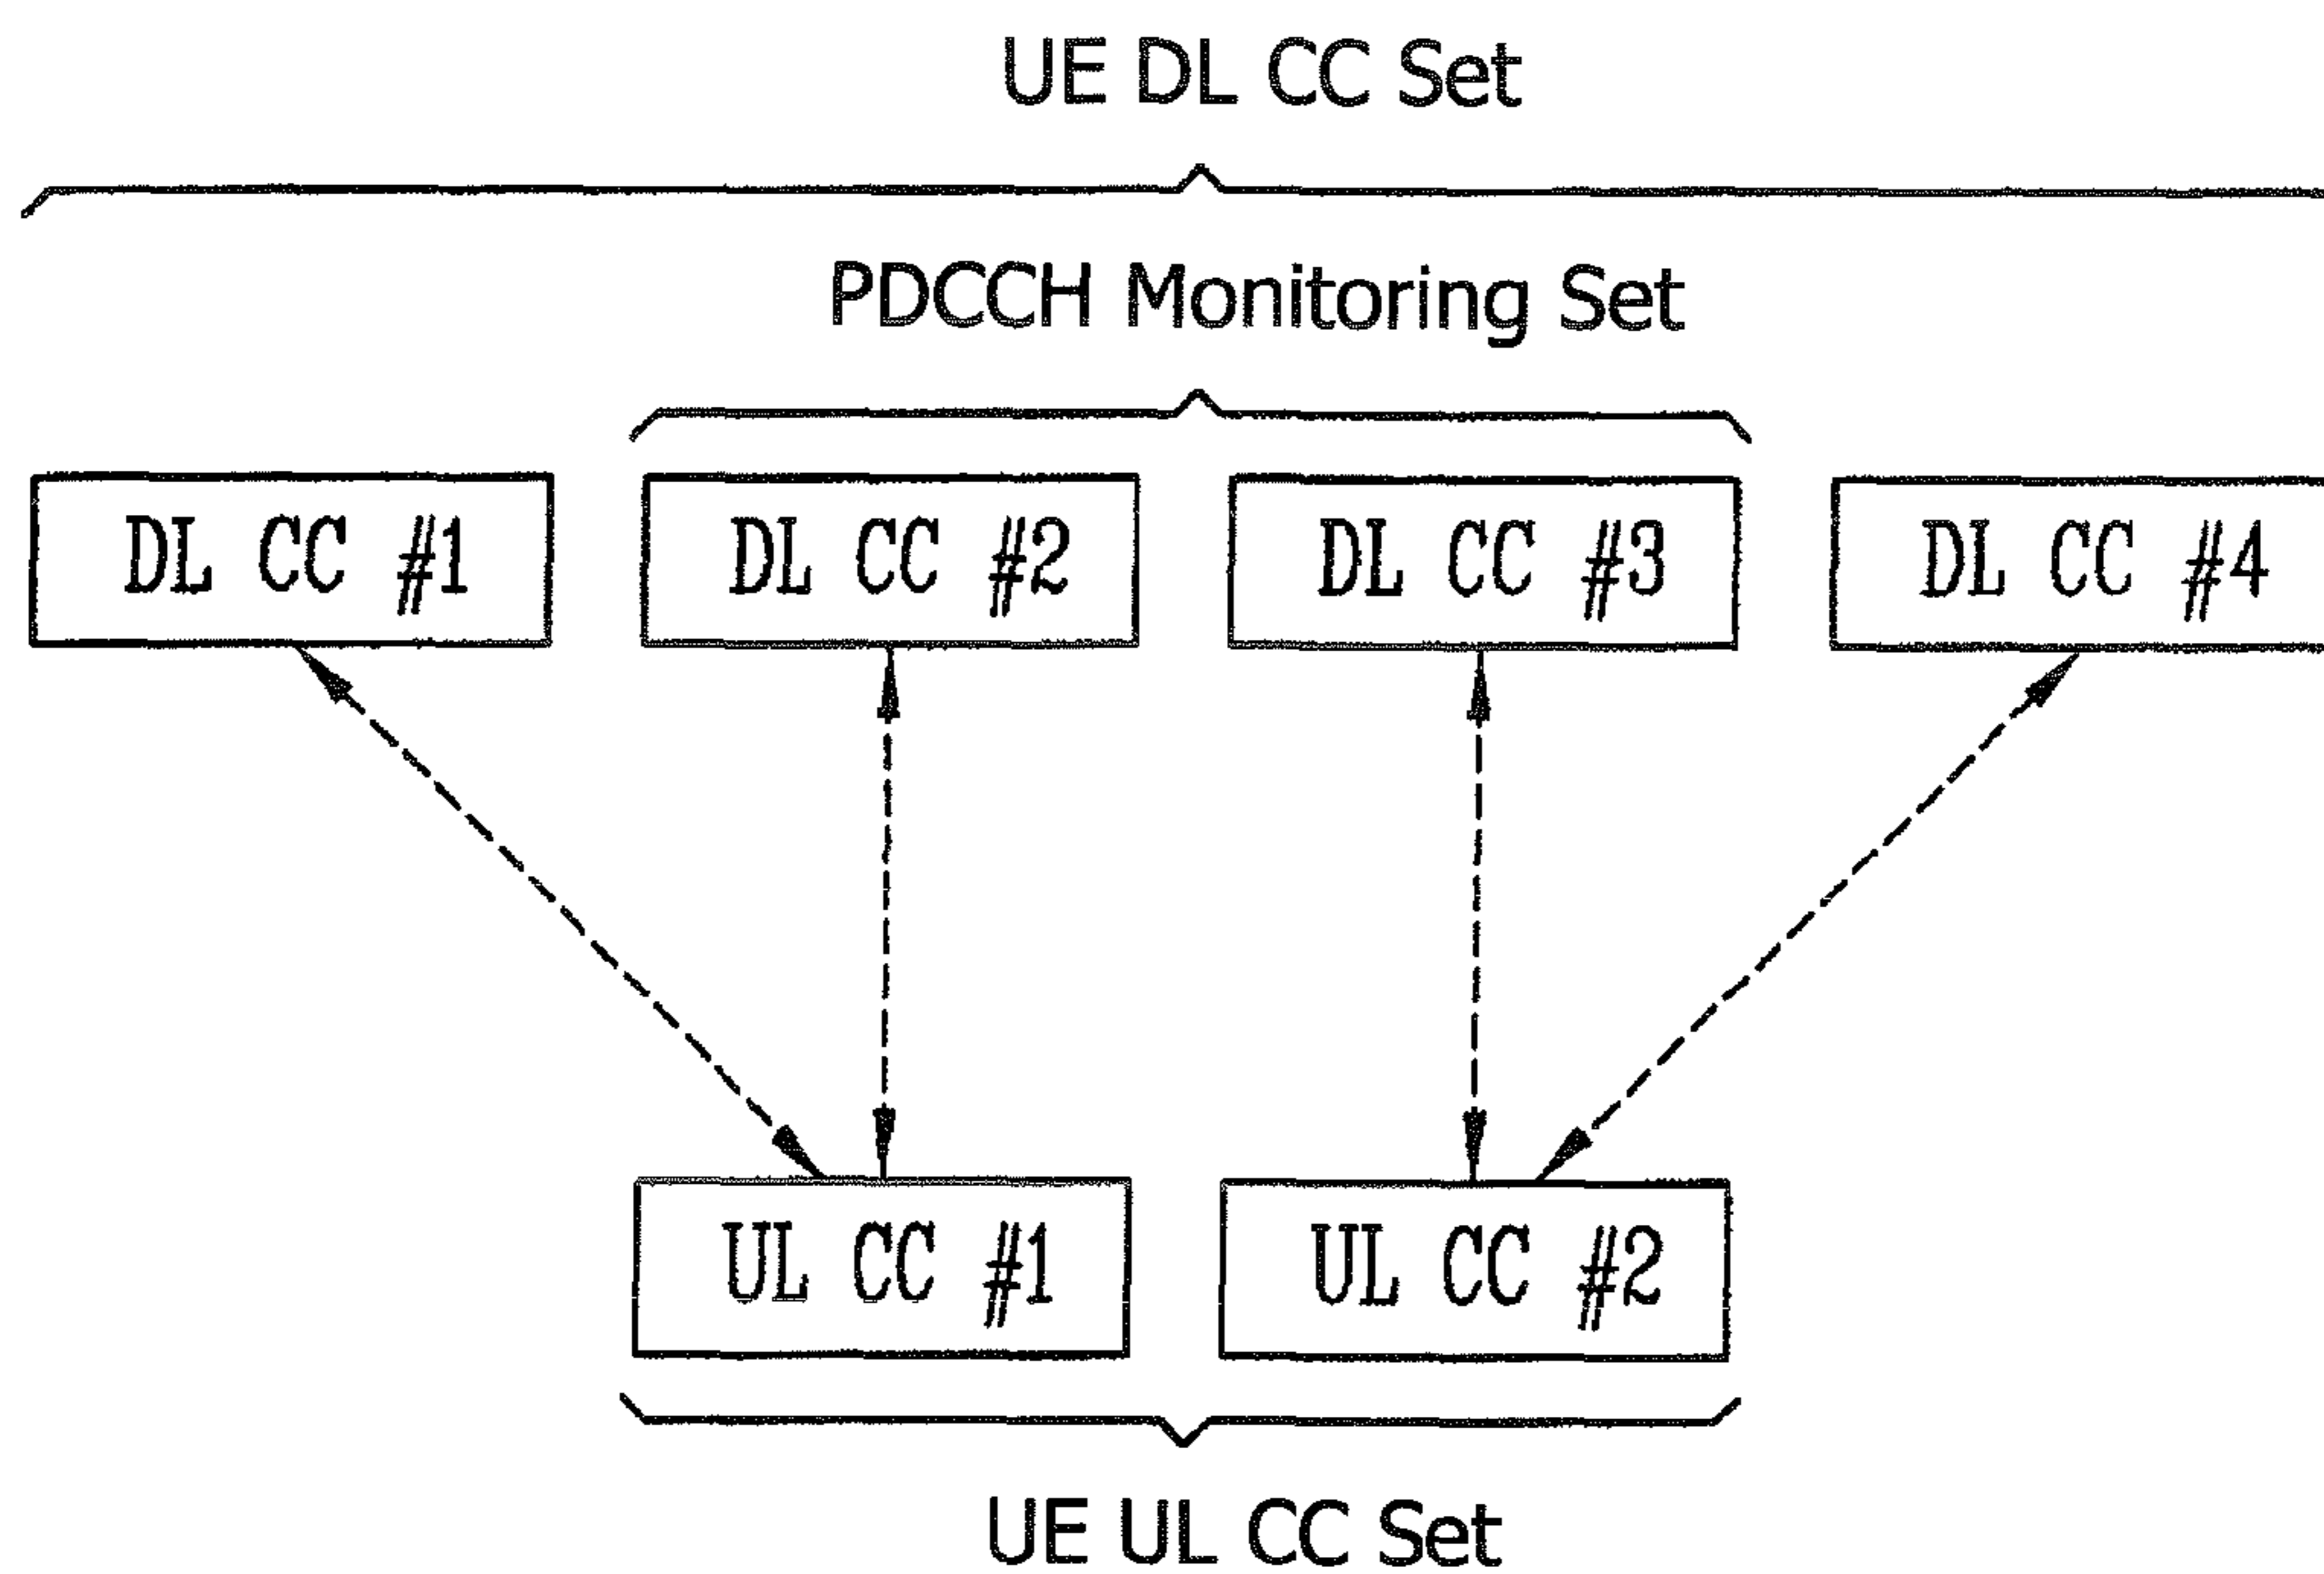 UE DL CC Set
PDCCH Monitoring Set
DL CC #1 DL CC #2 DL CC #3 DL CC #4
UL CC #1 UL CC #2
UE UL CC Set